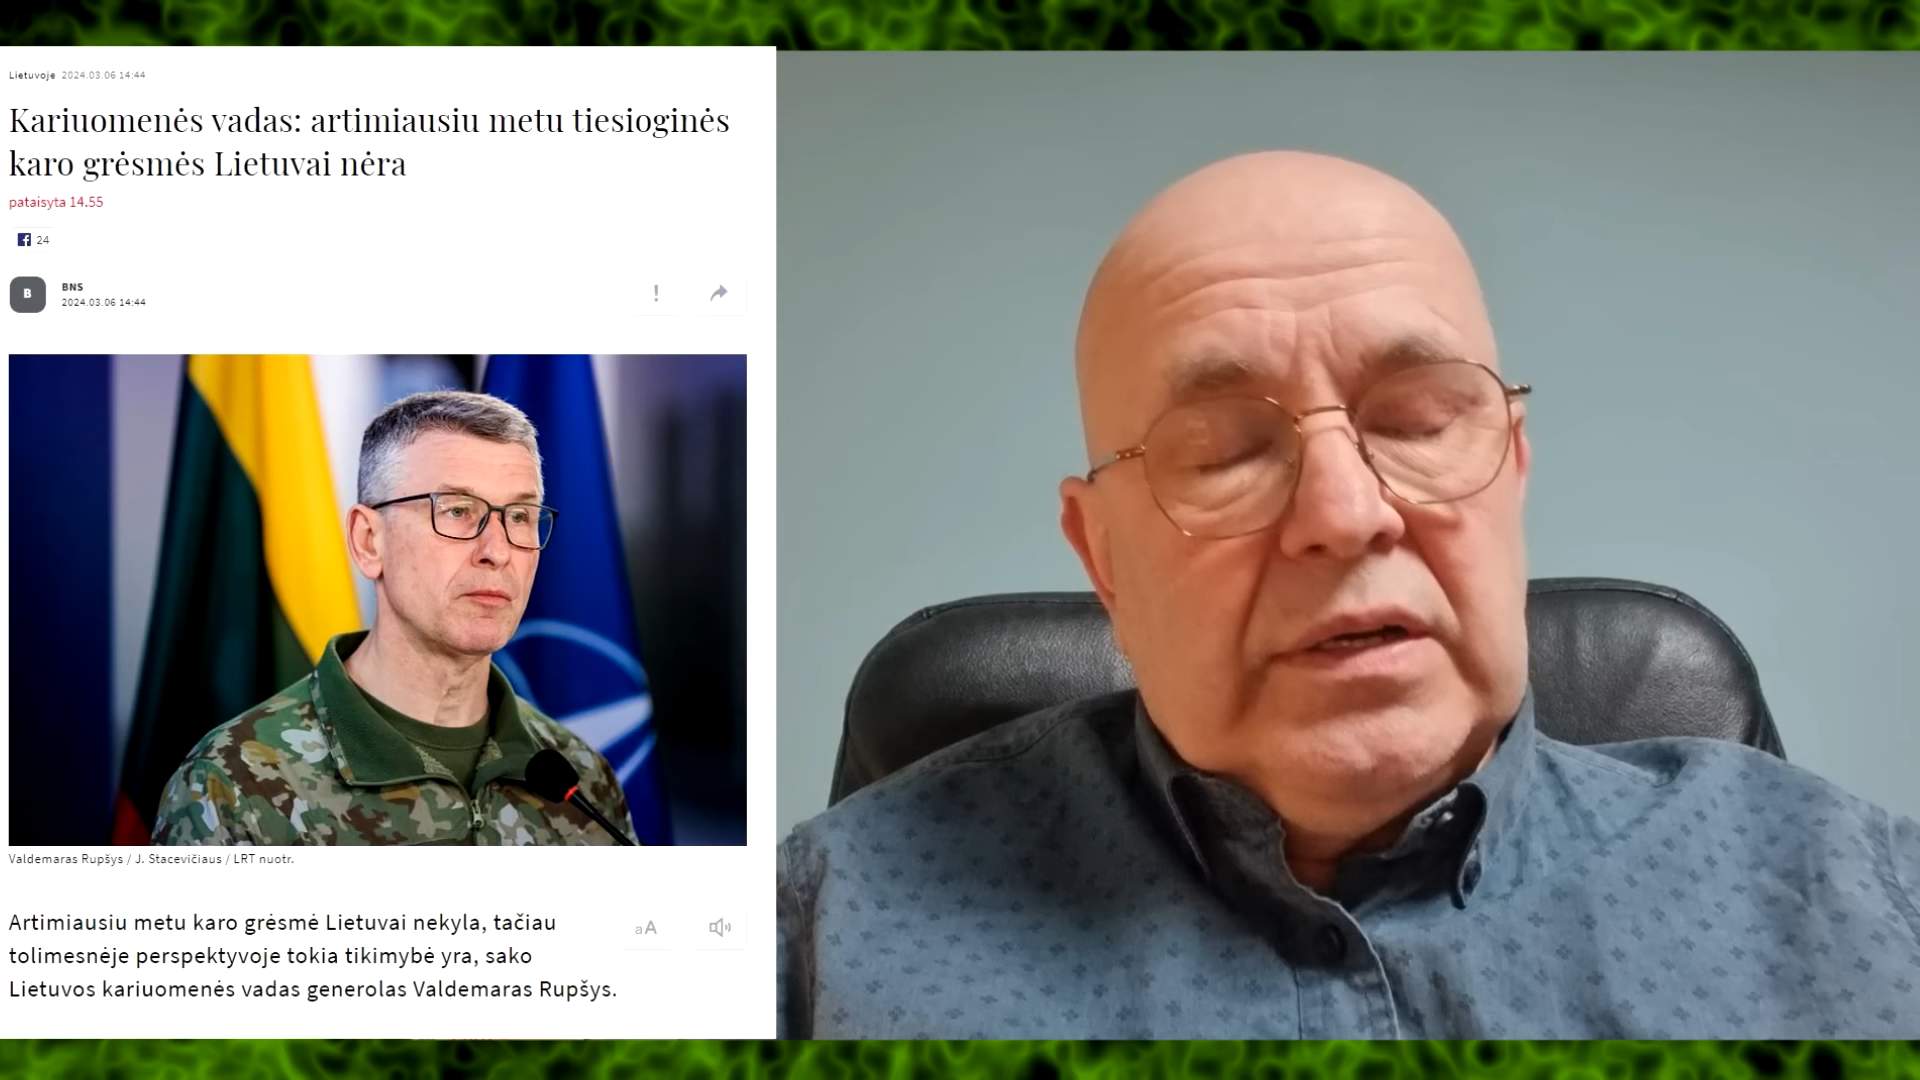 Lietuvoje 2024.03.06 14:44
Kariuomenės vadas: artimiausiu metu tiesioginės
karo grėsmės Lietuvai nėra
pataisyta 14.55
24
B
BNS
2024.03.06 14:44
!
Valdemaras Rupšys / J. Stacevičiaus / LRT nuotr.
Artimiausiu metu karo grėsmė Lietuvai nekyla, tačiau
tolimesnėje perspektyvoje tokia tikimybė yra, sako
Lietuvos kariuomenės vadas generolas Valdemaras Rupšys.
aA